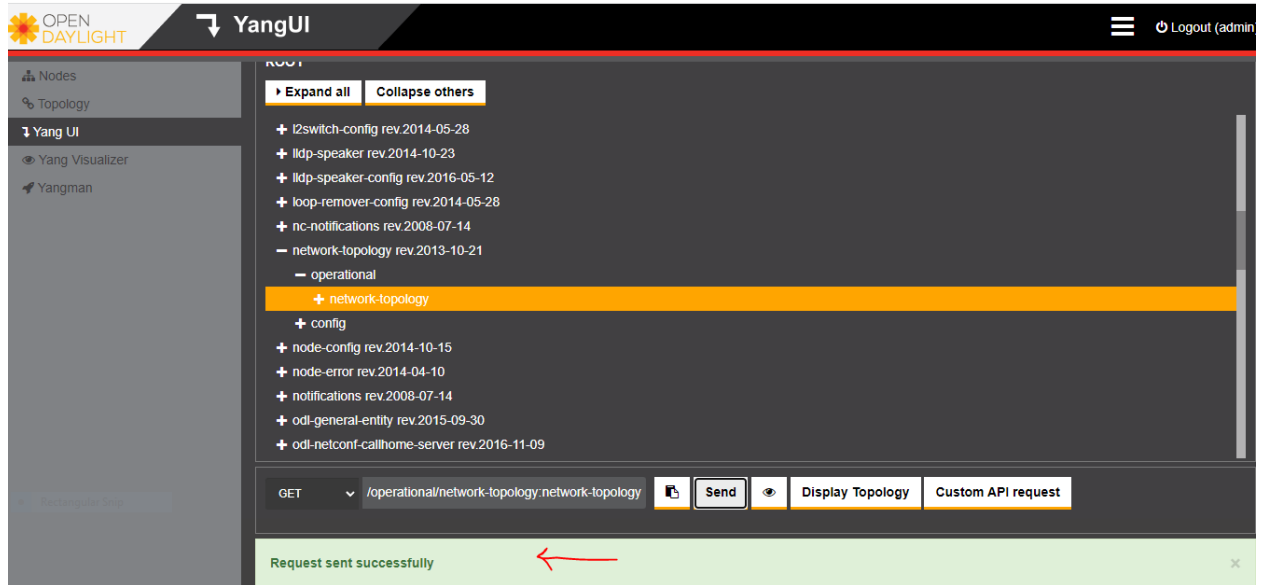 OPEN
DAYLIGHT
YangUI
Logout (admin)
Nodes
Topology
Yang UI
Yang Visualizer
Yangman
ROOT
Expand all Collapse others
l2switch-config rev.2014-05-28
lldp-speaker rev.2014-10-23
lldp-speaker-config rev.2016-05-12
loop-remover-config rev.2014-05-28
nc-notifications rev.2008-07-14
network-topology rev.2013-10-21
operational
network-topology
config
node-config rev.2014-10-15
node-error rev.2014-04-10
notifications rev.2008-07-14
odl-general-entity rev.2015-09-30
odl-netconf-callhome-server rev.2016-11-09
GET /operational/network-topology:network-topology Send Display Topology Custom API request
Rectangular Snip
Request sent successfully ×